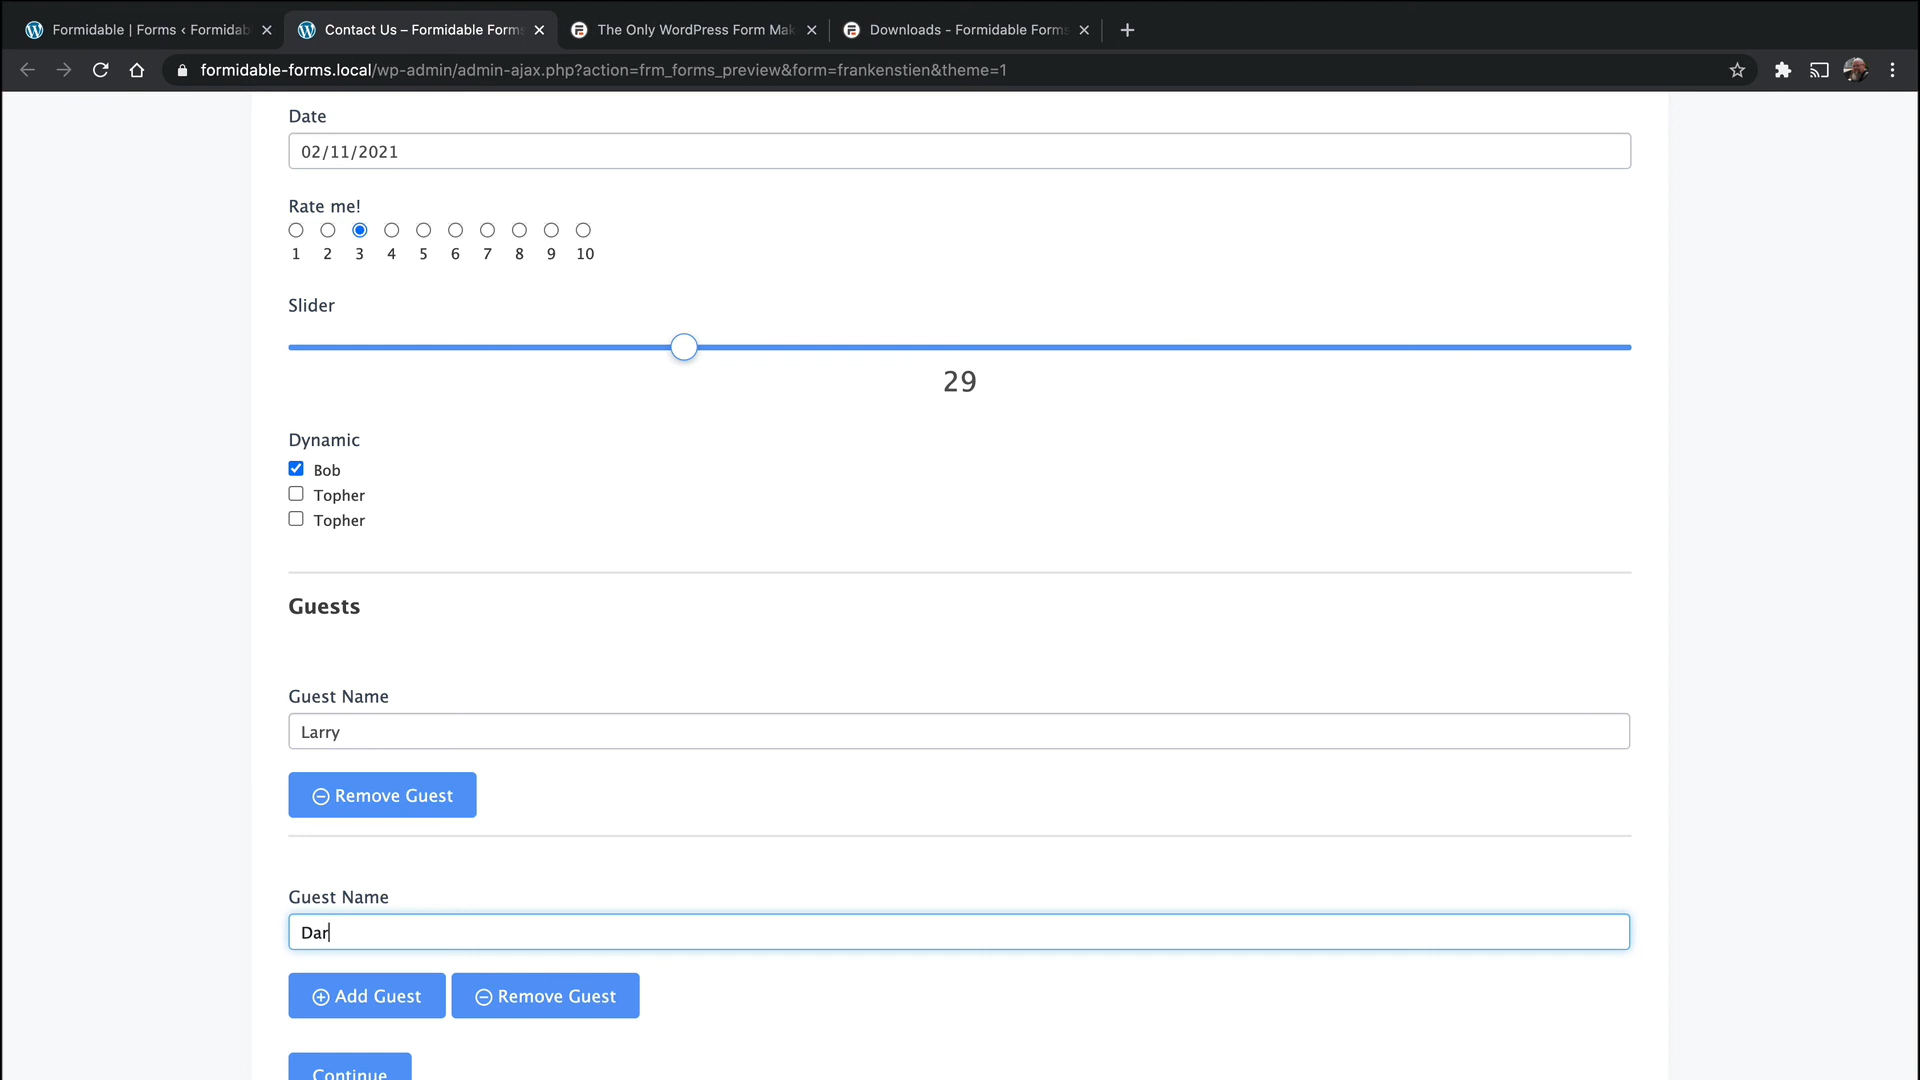 Formidable | Forms ‹ Formidab
Contact Us – Formidable Forms
The Only WordPress Form Mak
Downloads - Formidable Forms
formidable-forms.local/wp-admin/admin-ajax.php?action=frm_forms_preview&form=frankenstien&theme=1
Date
02/11/2021
Rate me!
1 2 3 4 5 6 7 8 9 10
Slider
29
Dynamic
Bob
Topher
Topher
Guests
Guest Name
Larry
Remove Guest
Guest Name
Dar
Add Guest Remove Guest
Continue